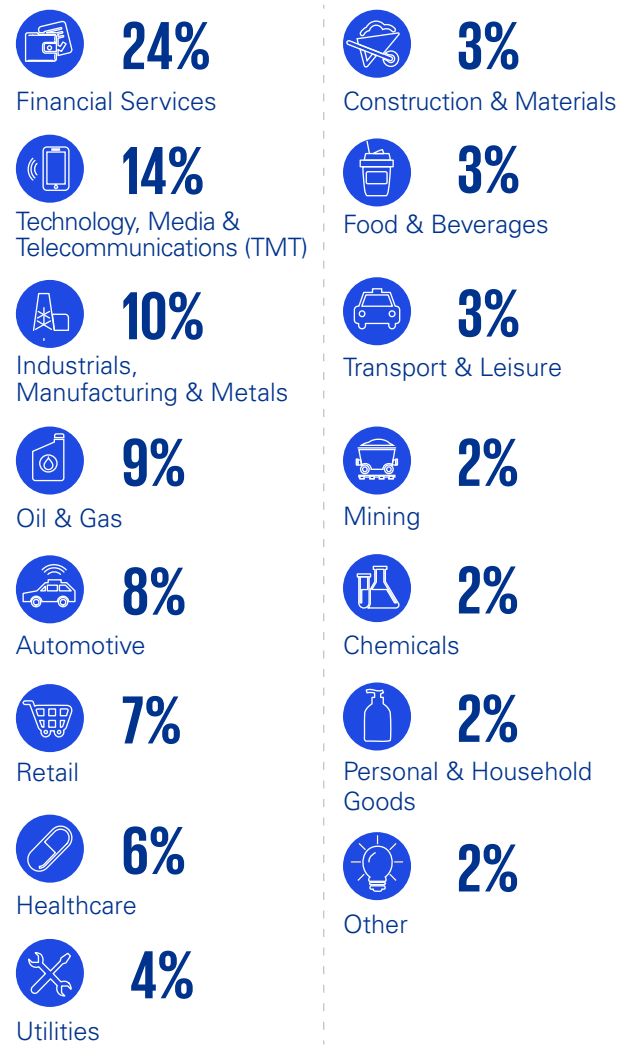 24%
Financial Services
14%
Technology, Media &
Telecommunications (TMT)
10%
Industrials,
Manufacturing & Metals
9%
Oil & Gas
8%
Automotive
7%
Retail
6%
Healthcare
4%
Utilities
3%
Construction & Materials
3%
Food & Beverages
3%
Transport & Leisure
2%
Mining
2%
Chemicals
2%
Personal & Household
Goods
2%
Other